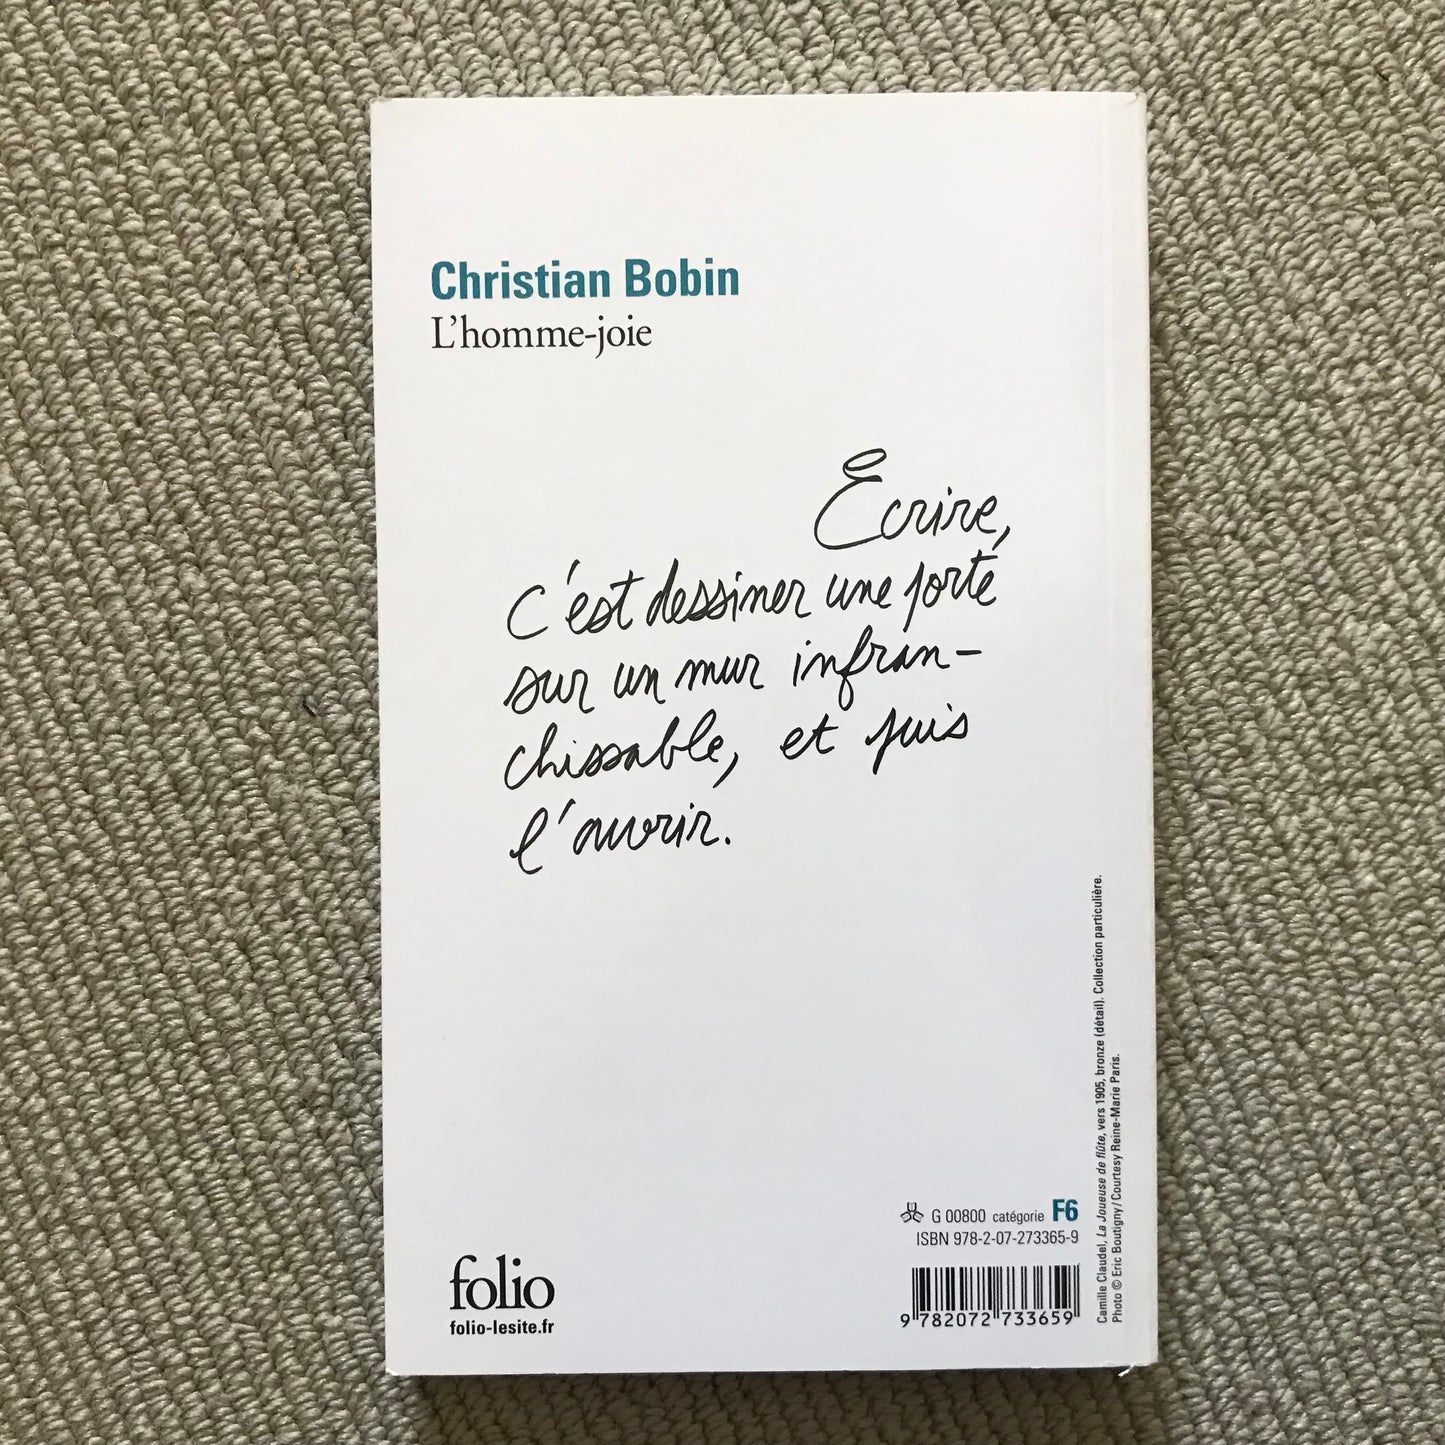 Christian Bobin
L'homme-joie
Écrire,
c'est dessiner une porte
sur un mur infran-
chissable, et puis
l'ouvrir.
G 00800 catégorie F6
ISBN 978-2-07-273365-9
9 782072 733659
folio
folio-lesite.fr
Camille Claudel, La Joueuse de flûte, vers 1905, bronze (détail). Collection particulière.
Photo © Eric Boutigny / Courtesy Reine-Marie Paris.